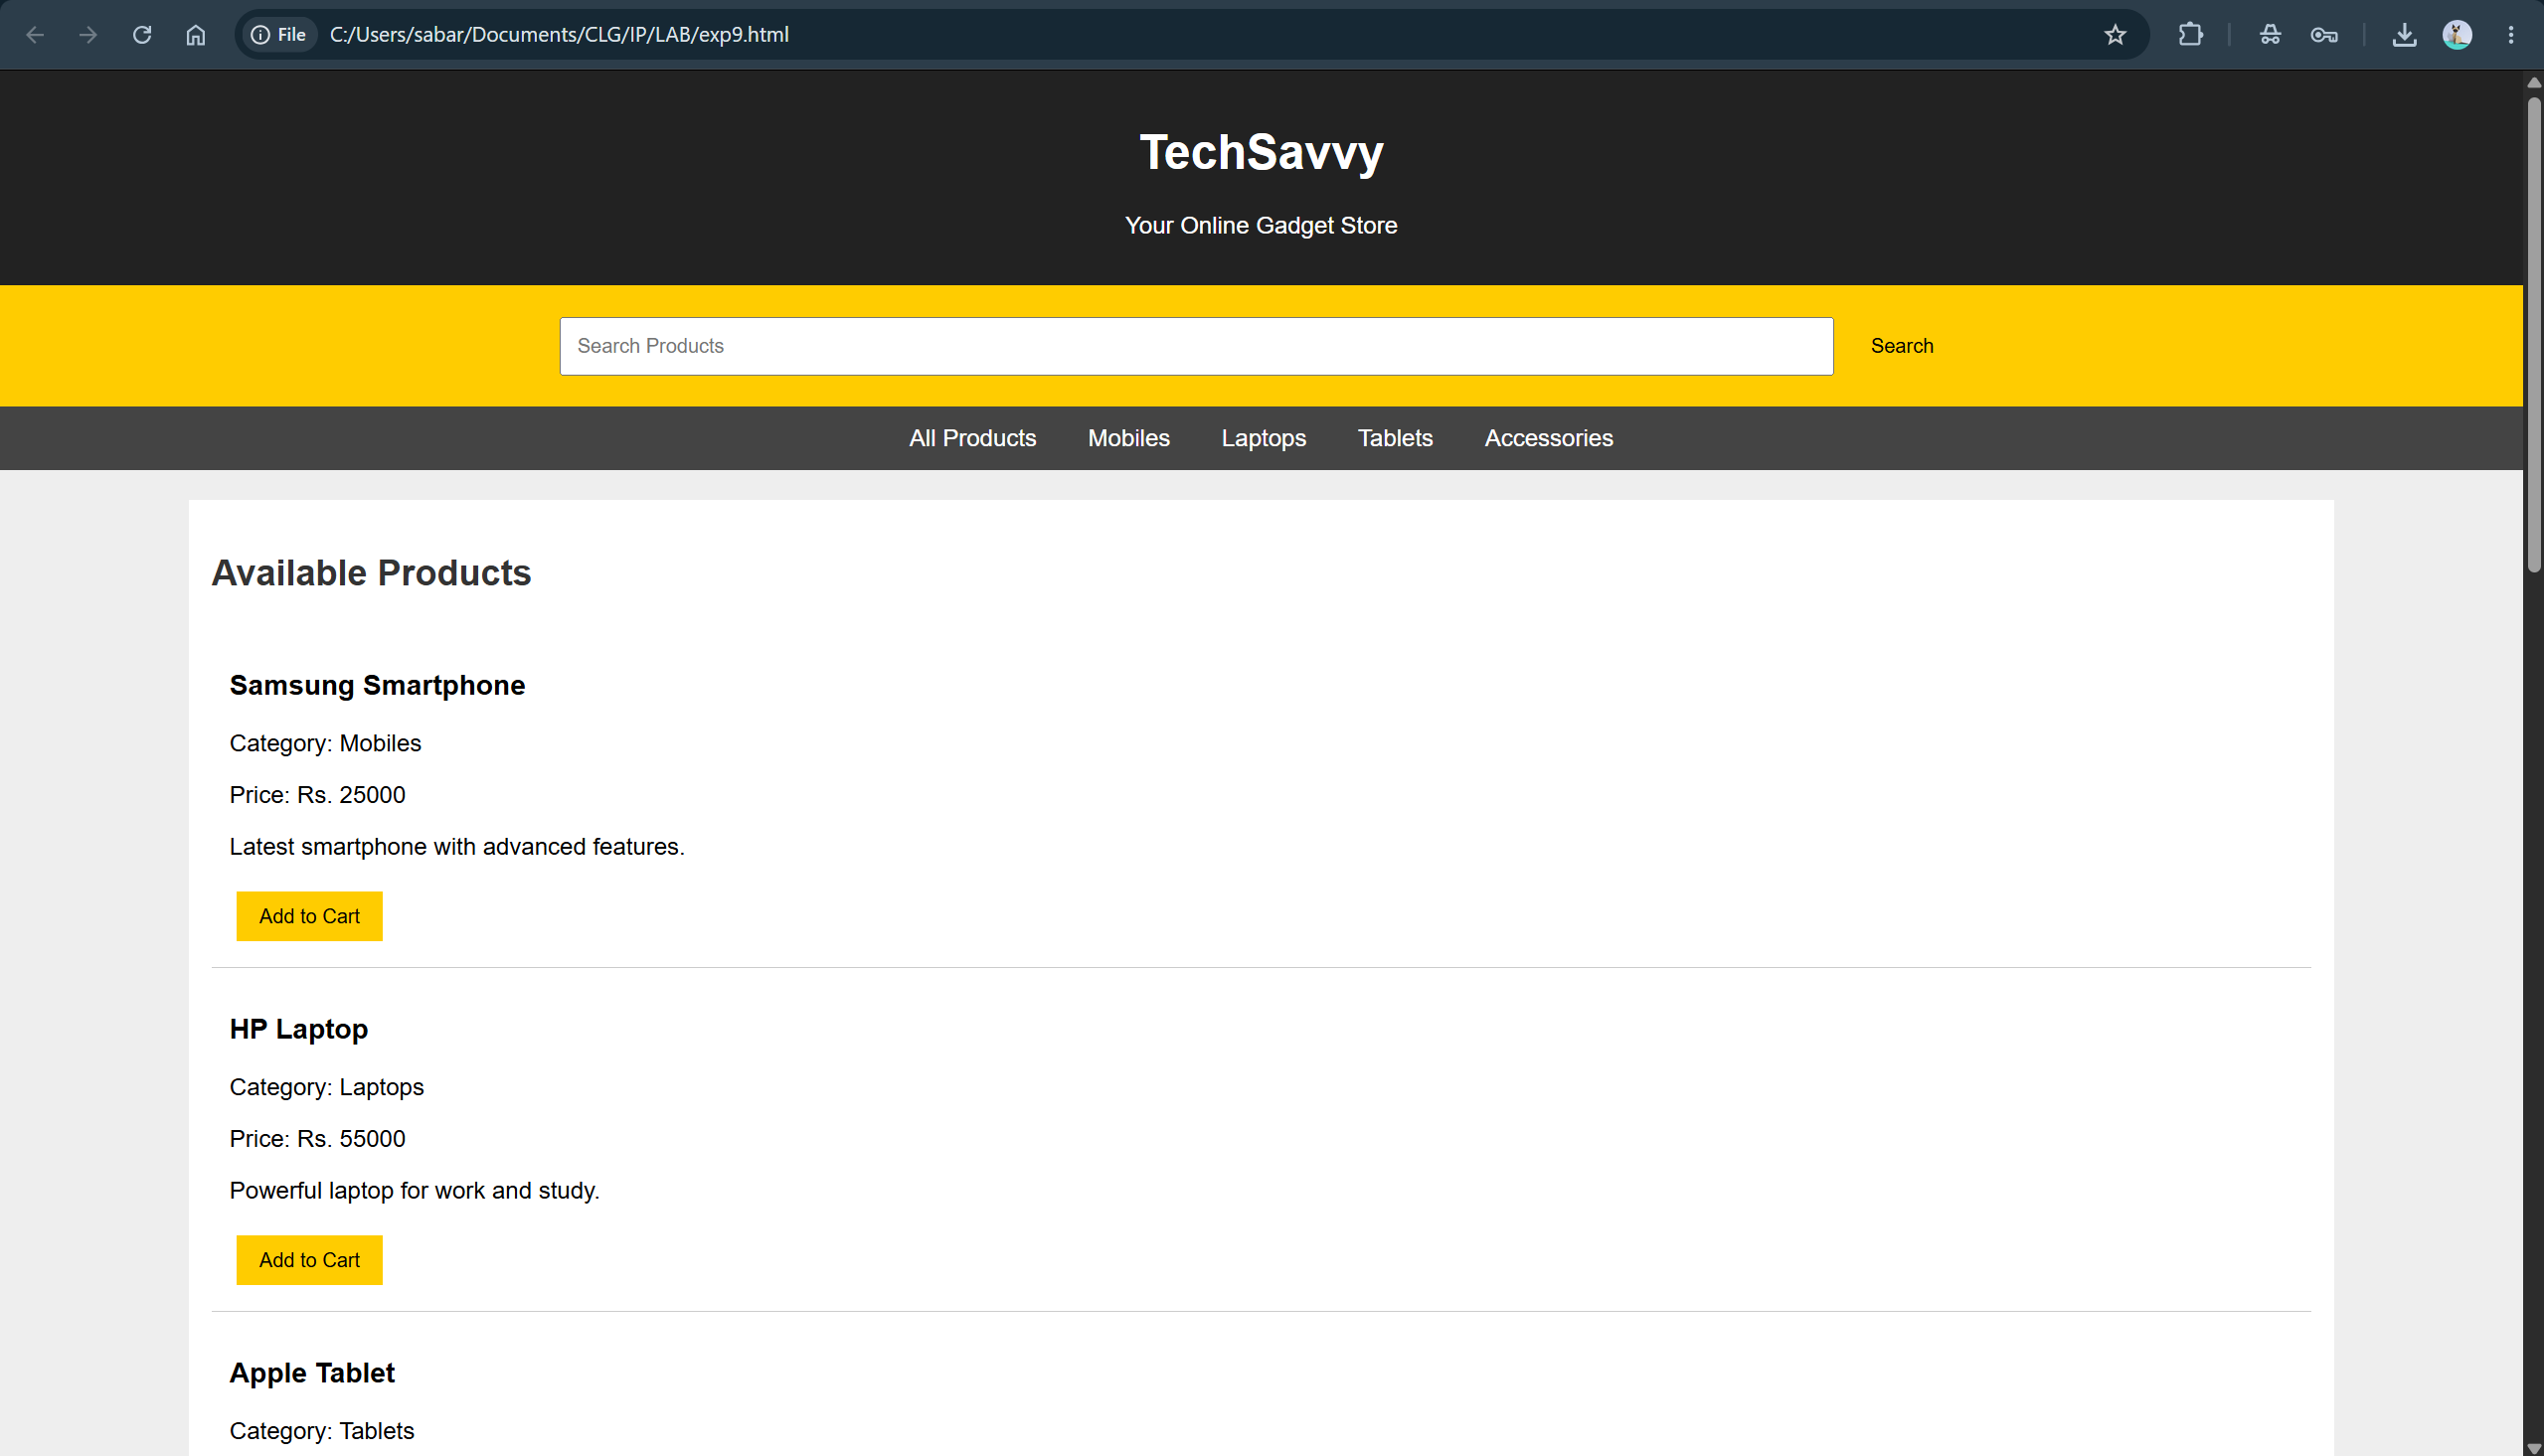 File C:/Users/sabar/Documents/CLG/IP/LAB/exp9.html
TechSavvy
Your Online Gadget Store
Search Products Search
All Products Mobiles Laptops Tablets Accessories
Available Products
Samsung Smartphone
Category: Mobiles
Price: Rs. 25000
Latest smartphone with advanced features.
Add to Cart
HP Laptop
Category: Laptops
Price: Rs. 55000
Powerful laptop for work and study.
Add to Cart
Apple Tablet
Category: Tablets